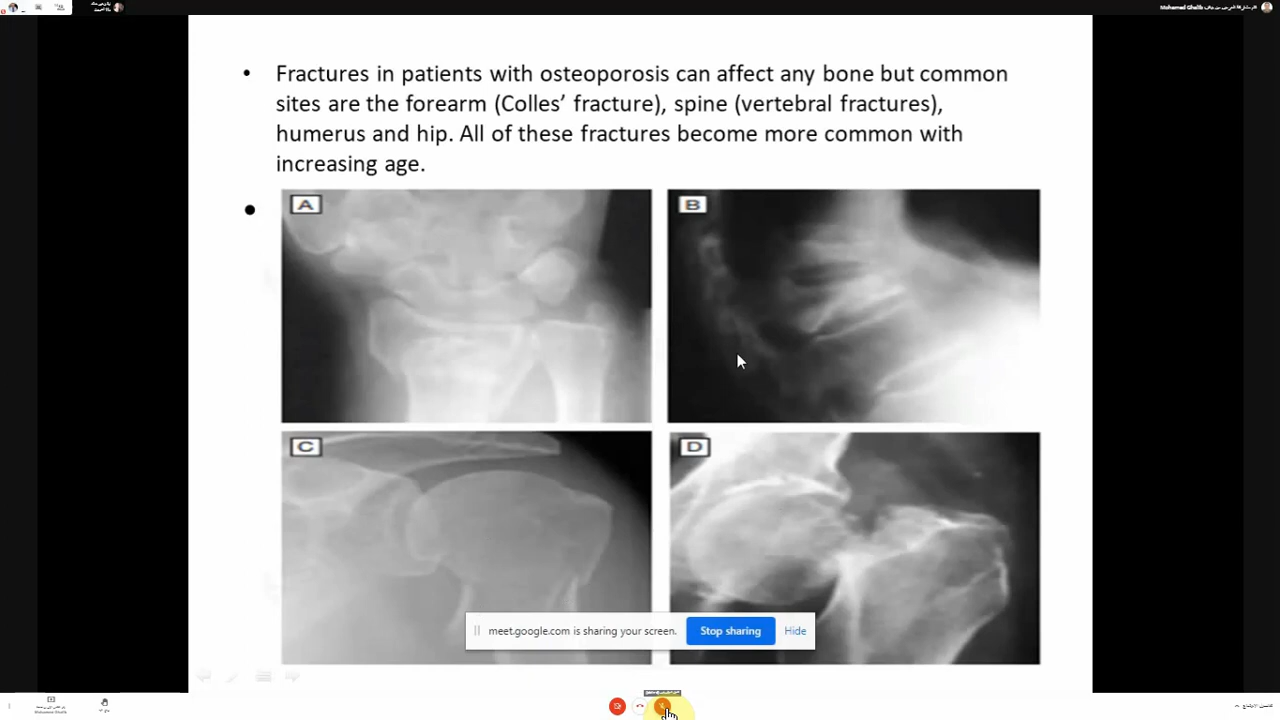 Mohamed Ghalib
• Fractures in patients with osteoporosis can affect any bone but common
sites are the forearm (Colles’ fracture), spine (vertebral fractures),
humerus and hip. All of these fractures become more common with
increasing age.
•
A
B
C
D
meet.google.com is sharing your screen.
Stop sharing
Hide